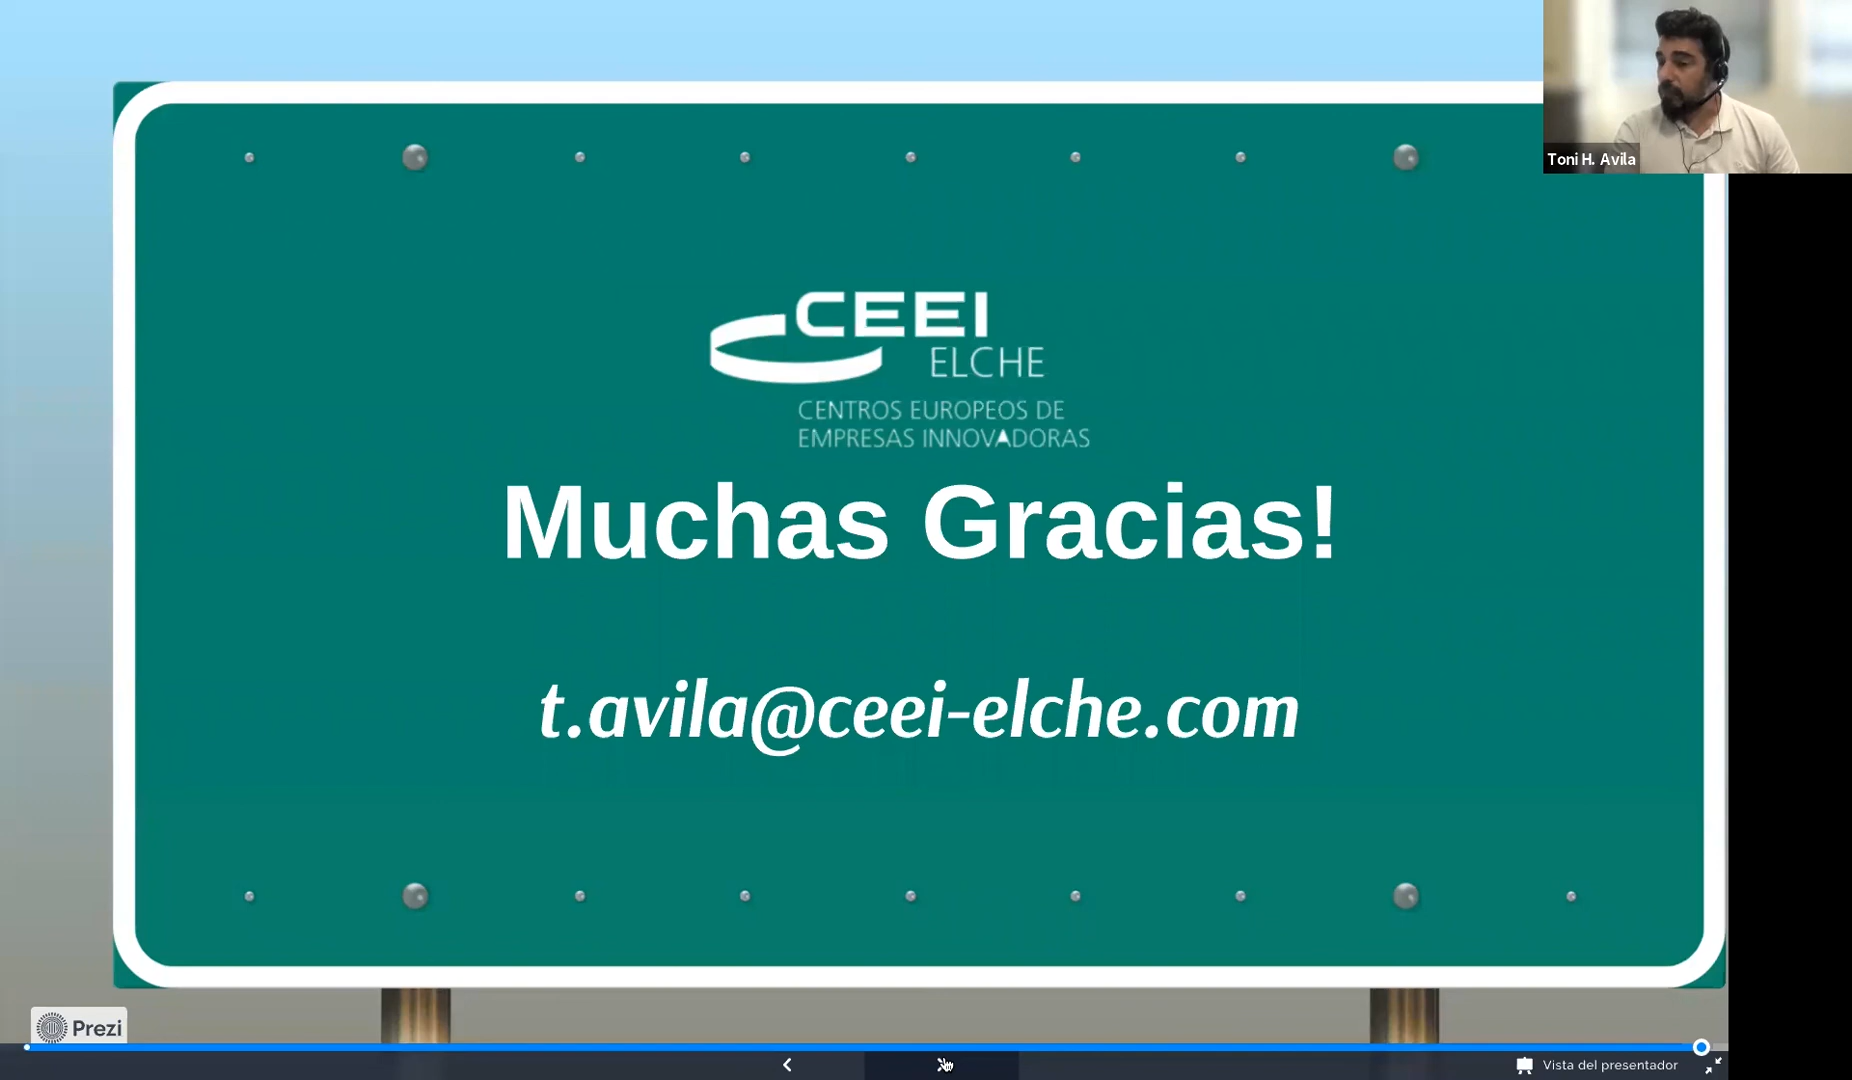 Toni H. Avila
CEEI
ELCHE
CENTROS EUROPEOS DE
EMPRESAS INNOVADORAS
Muchas Gracias!
t.avila@ceei-elche.com
Prezi
Vista del presentador